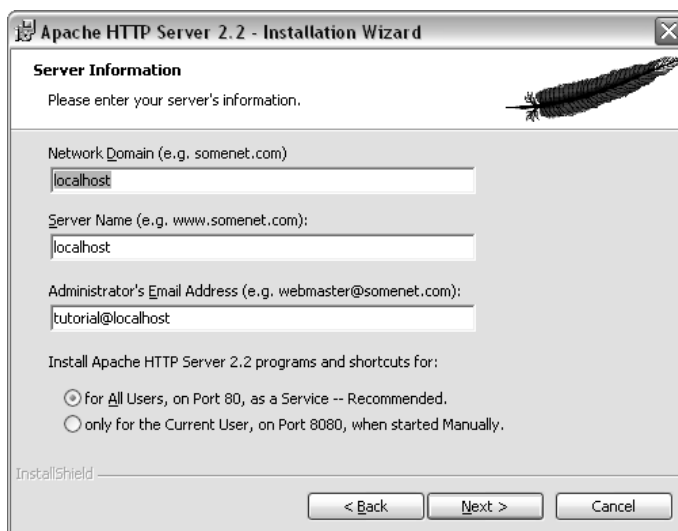 Apache HTTP Server 2.2 - Installation Wizard
Server Information
Please enter your server's information.
Network Domain (e.g. somenet.com)
localhost
Server Name (e.g. www.somenet.com):
localhost
Administrator's Email Address (e.g. webmaster@somenet.com):
tutorial@localhost
Install Apache HTTP Server 2.2 programs and shortcuts for:
for All Users, on Port 80, as a Service -- Recommended.
only for the Current User, on Port 8080, when started Manually.
InstallShield
< Back Next > Cancel